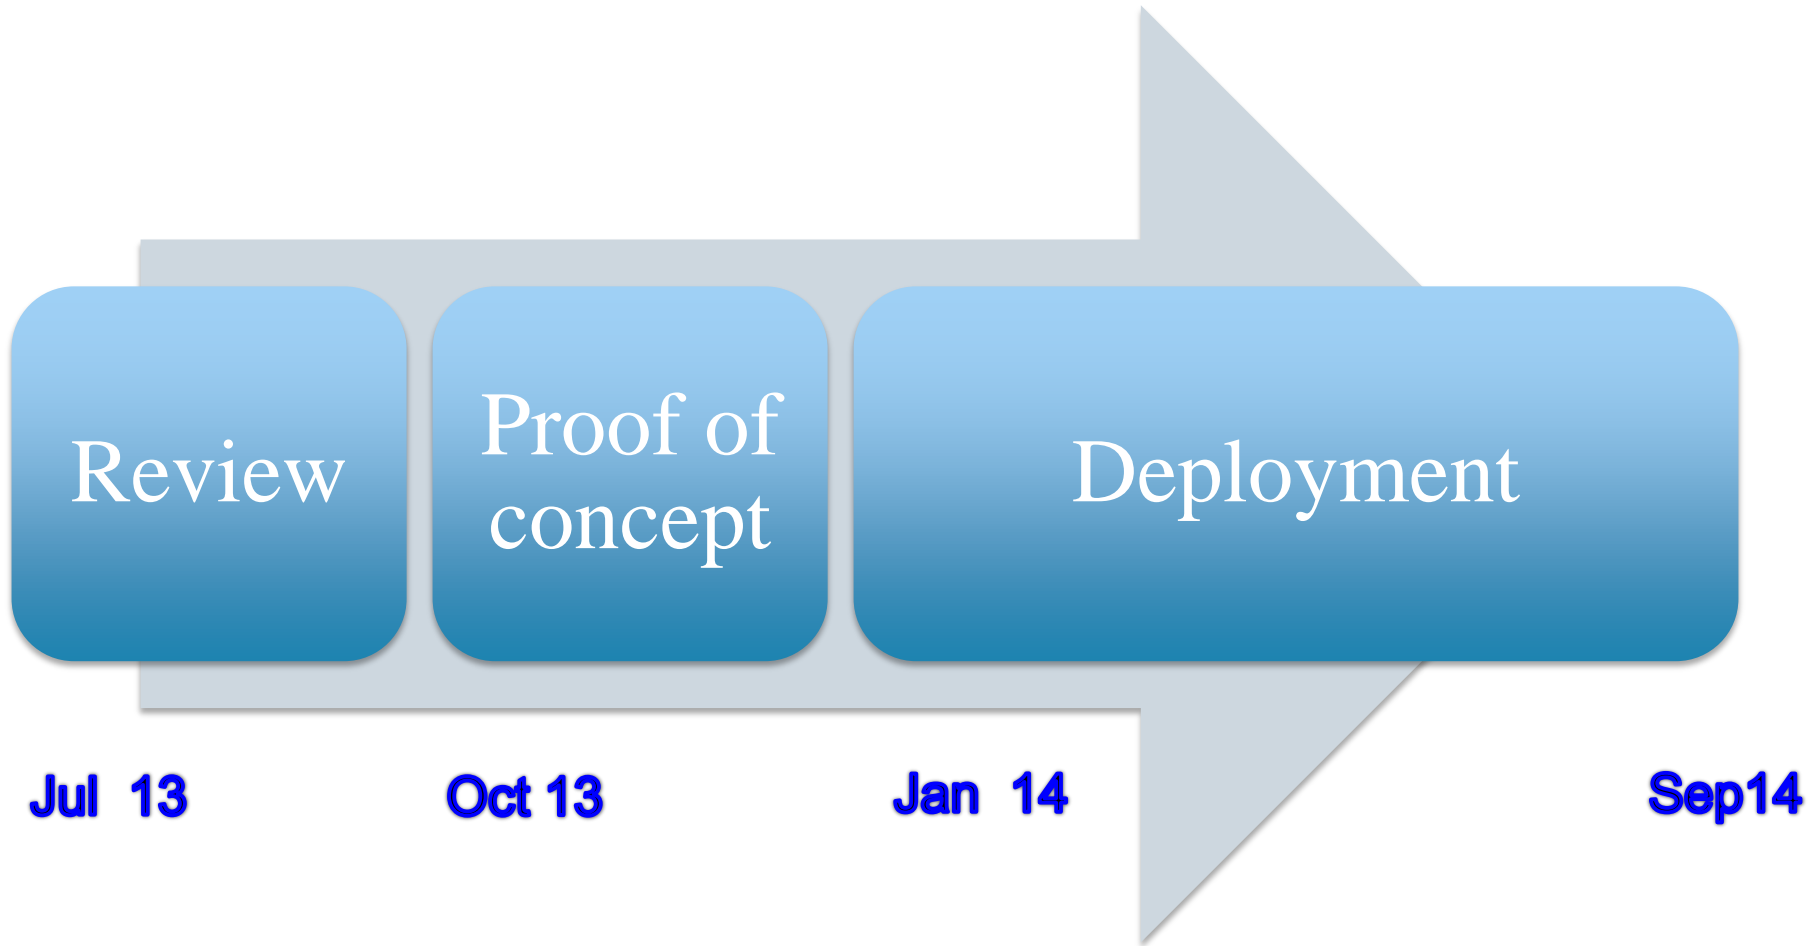 Review
Proof of
concept
Deployment
Jul 13
Oct 13
Jan 14
Sep14